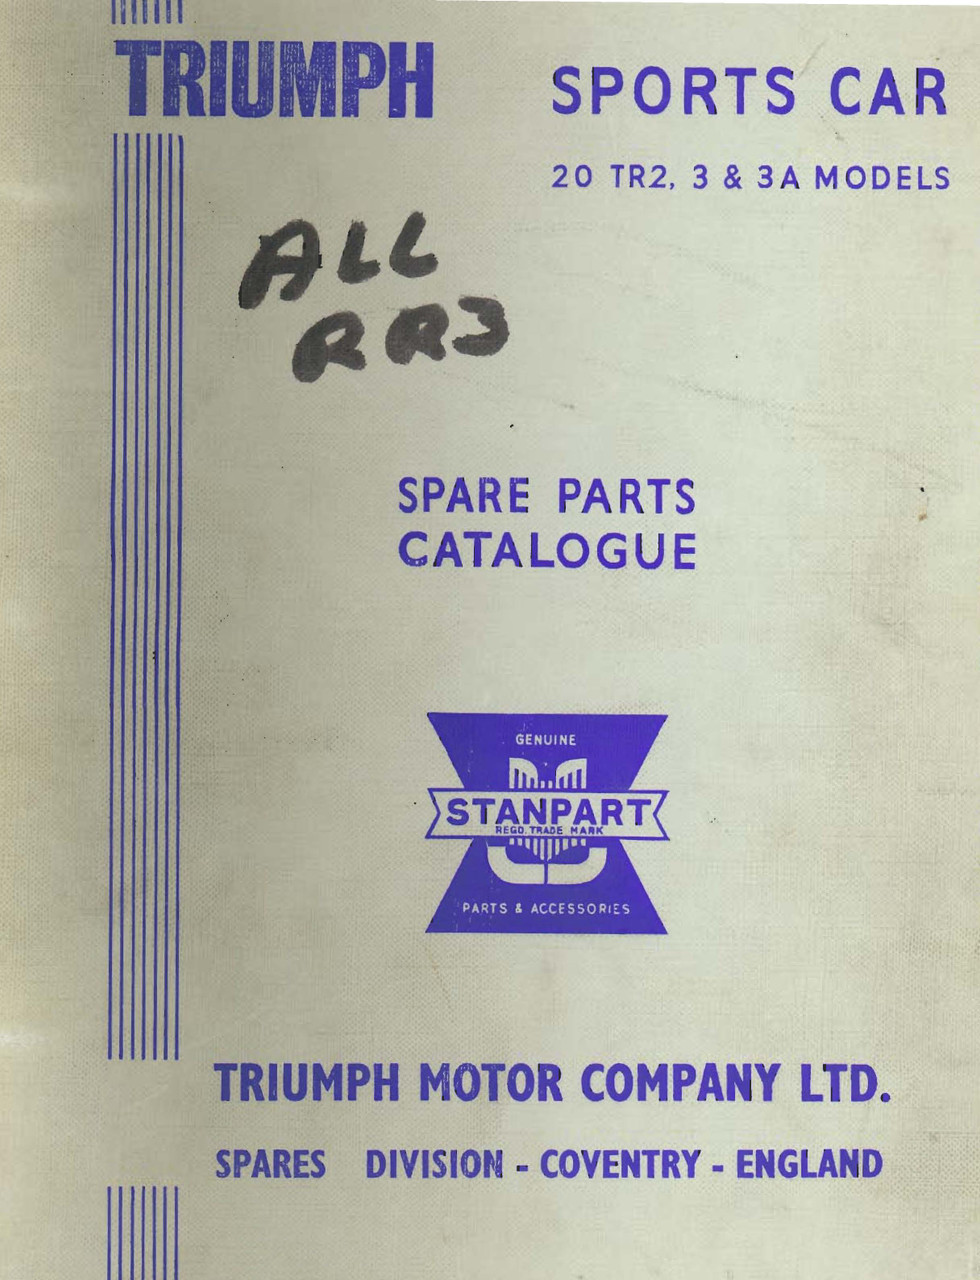 TRIUMPH
SPORTS CAR
20 TR2, 3 & 3A MODELS
ALL
RR3
SPARE PARTS
CATALOGUE
GENUINE
STANPART
REGD. TRADE MARK
PARTS & ACCESSORIES
TRIUMPH MOTOR COMPANY LTD.
SPARES DIVISION - COVENTRY - ENGLAND